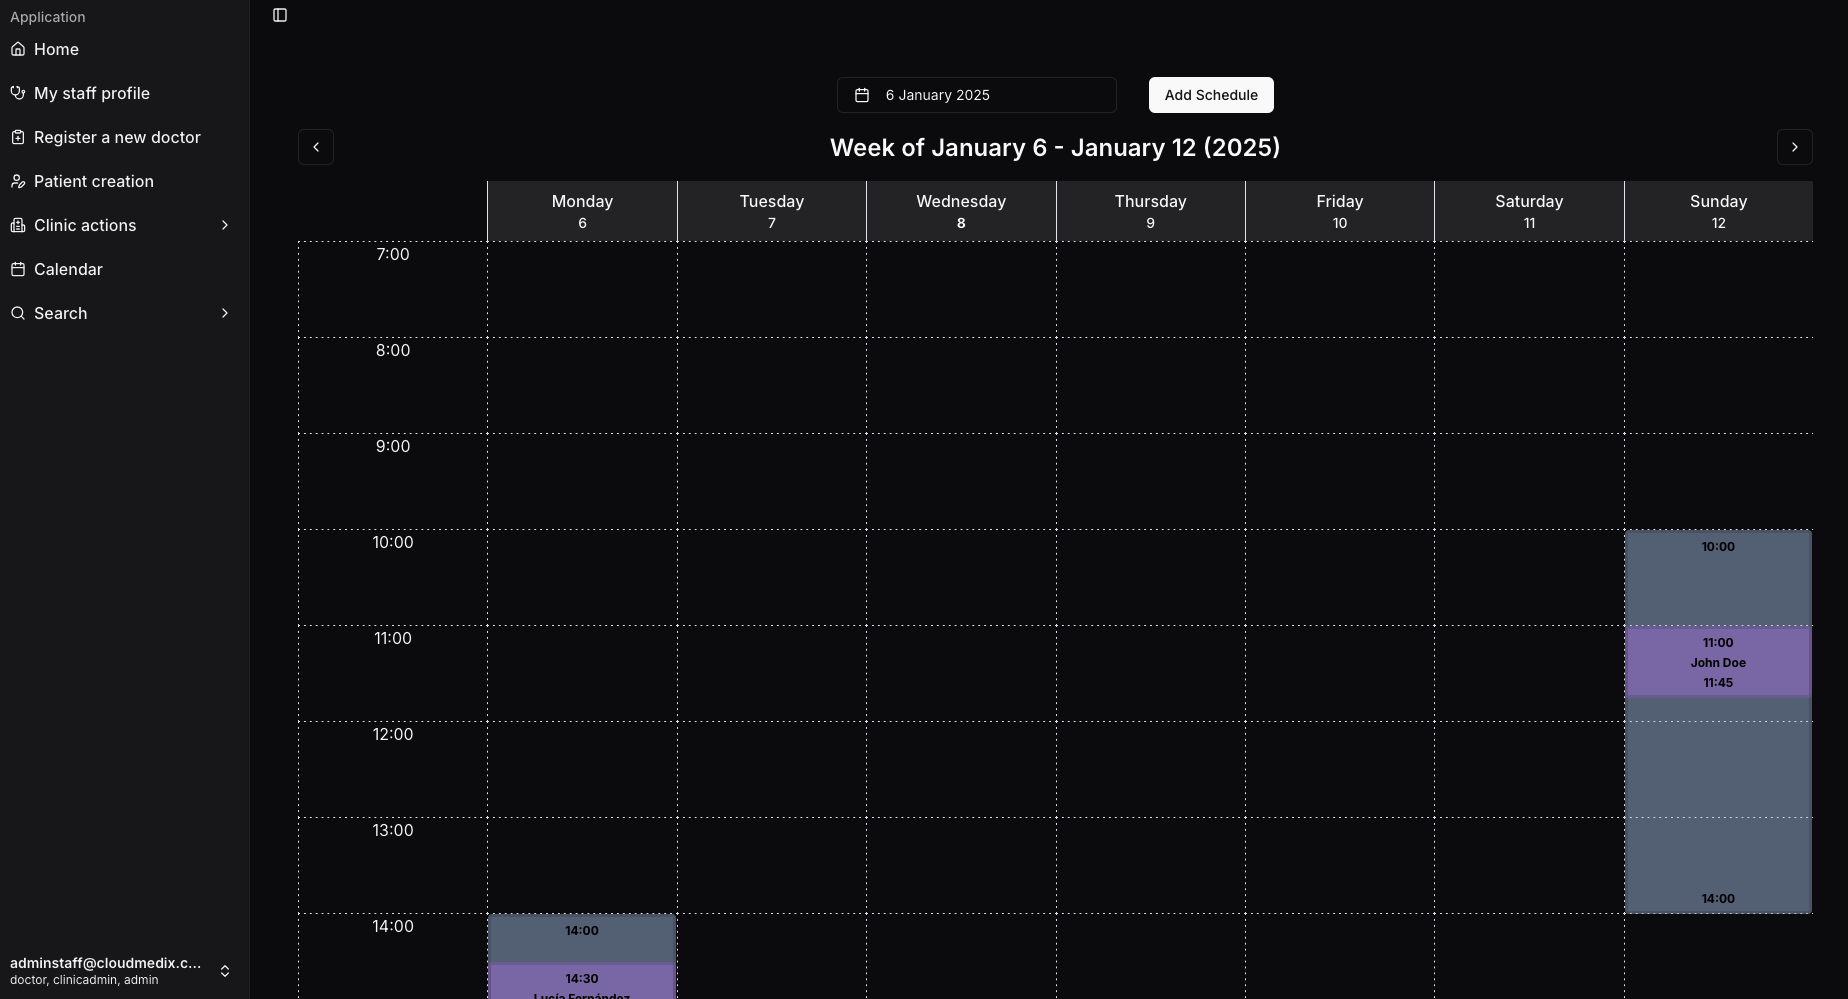 Application
Home
My staff profile
Register a new doctor
Patient creation
Clinic actions
Calendar
Search
adminstaff@cloudmedix.c...
doctor, clinicadmin, admin
6 January 2025
Add Schedule
Week of January 6 - January 12 (2025)
Monday Tuesday Wednesday Thursday Friday Saturday Sunday
6 7 8 9 10 11 12
7:00
8:00
9:00
10:00
10:00
11:00
11:00
John Doe
11:45
12:00
13:00
14:00
14:00
14:00
14:30
Lucía Fernández